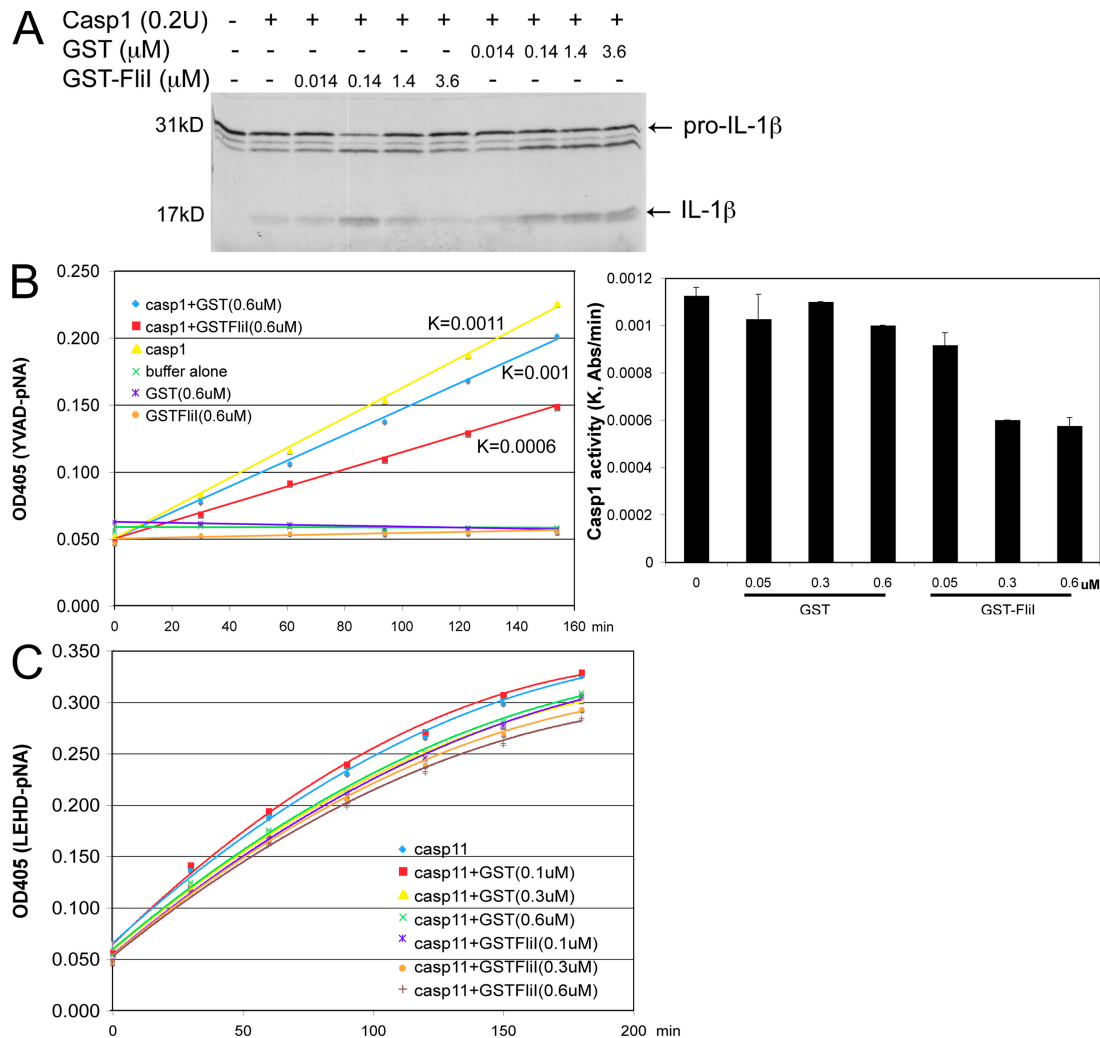 A
Casp1 (0.2U) - + + + + + + + + +
GST (μM) - - - - - - 0.014 0.14 1.4 3.6
GST-FliI (μM) - - 0.014 0.14 1.4 3.6 - - - -
31kD
pro-IL-1β
17kD
IL-1β
B
OD405 (YVAD-pNA)
0.250
0.200
0.150
0.100
0.050
0.000
casp1+GST(0.6uM)
casp1+GSTFliI(0.6uM)
casp1
buffer alone
GST(0.6uM)
GSTFliI(0.6uM)
K=0.0011
K=0.001
K=0.0006
0 20 40 60 80 100 120 140 160 min
Casp1 activity (K, Abs/min)
0.0012
0.001
0.0008
0.0006
0.0004
0.0002
0
0 0.05 0.3 0.6 0.05 0.3 0.6 uM
GST GST-FliI
C
OD405 (LEHD-pNA)
0.350
0.300
0.250
0.200
0.150
0.100
0.050
0.000
casp11
casp11+GST(0.1uM)
casp11+GST(0.3uM)
casp11+GST(0.6uM)
casp11+GSTFliI(0.1uM)
casp11+GSTFliI(0.3uM)
casp11+GSTFliI(0.6uM)
0 50 100 150 200 min